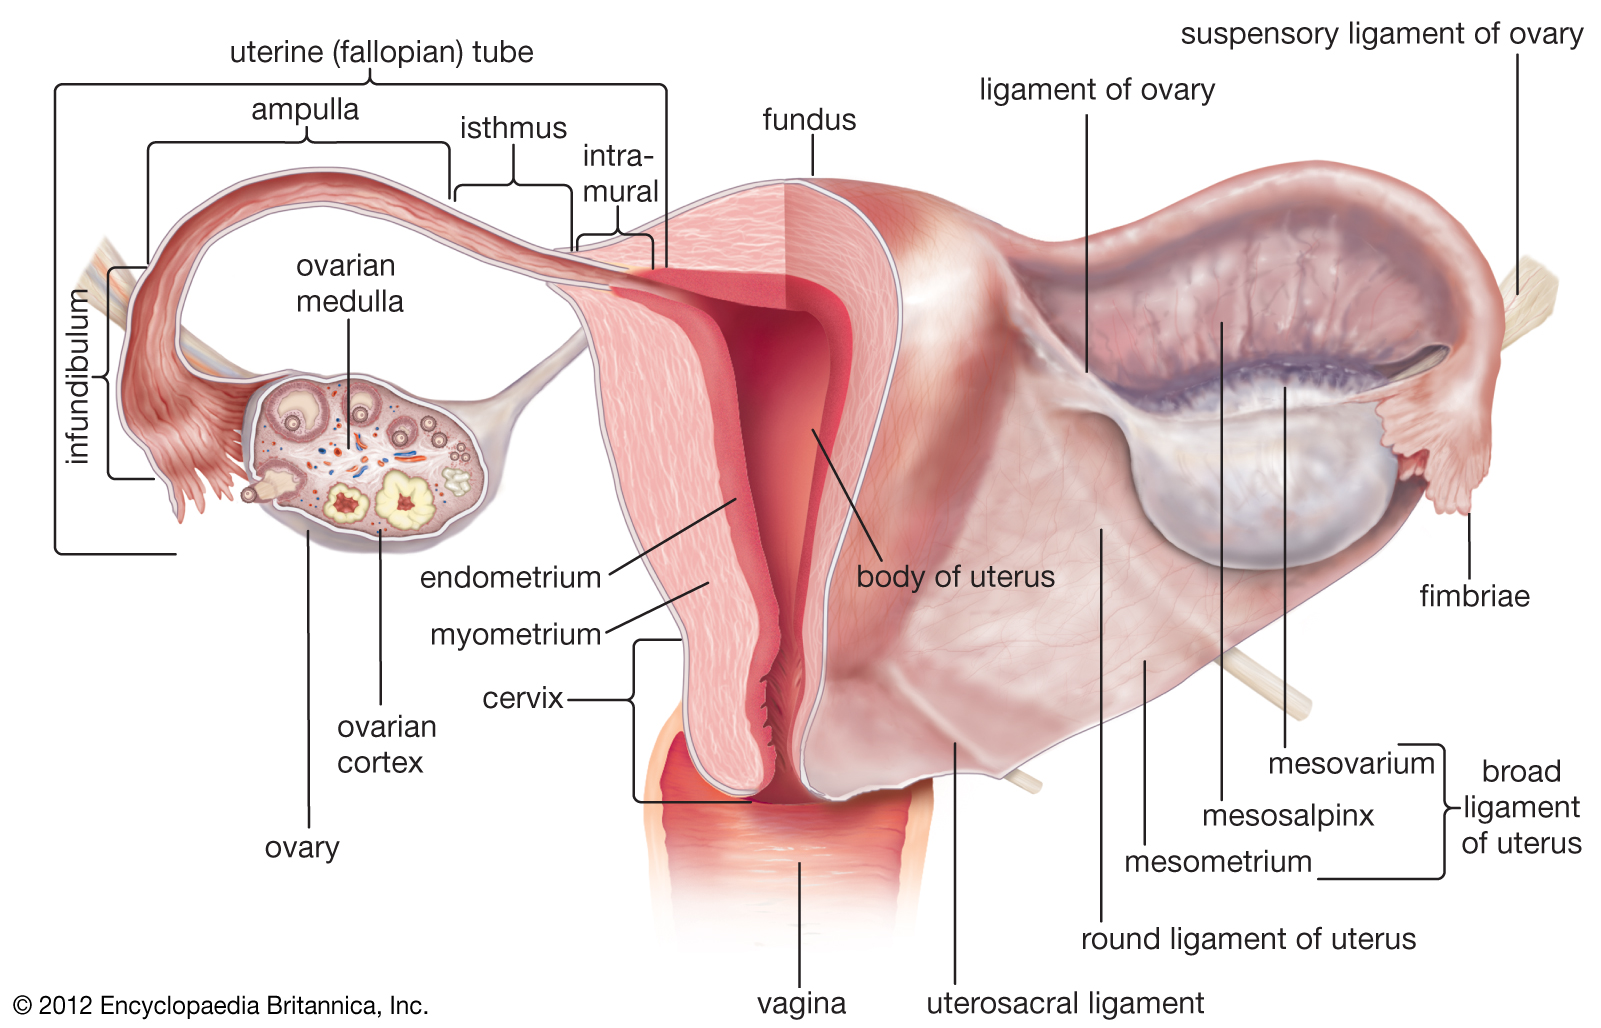 suspensory ligament of ovary
uterine (fallopian) tube
ligament of ovary
ampulla
isthmus
fundus
intra-
mural
ovarian
medulla
infundibulum
endometrium
body of uterus
fimbriae
myometrium
cervix
ovarian
cortex
mesovarium
broad
ligament
of uterus
mesosalpinx
ovary
mesometrium
round ligament of uterus
© 2012 Encyclopaedia Britannica, Inc.
vagina
uterosacral ligament